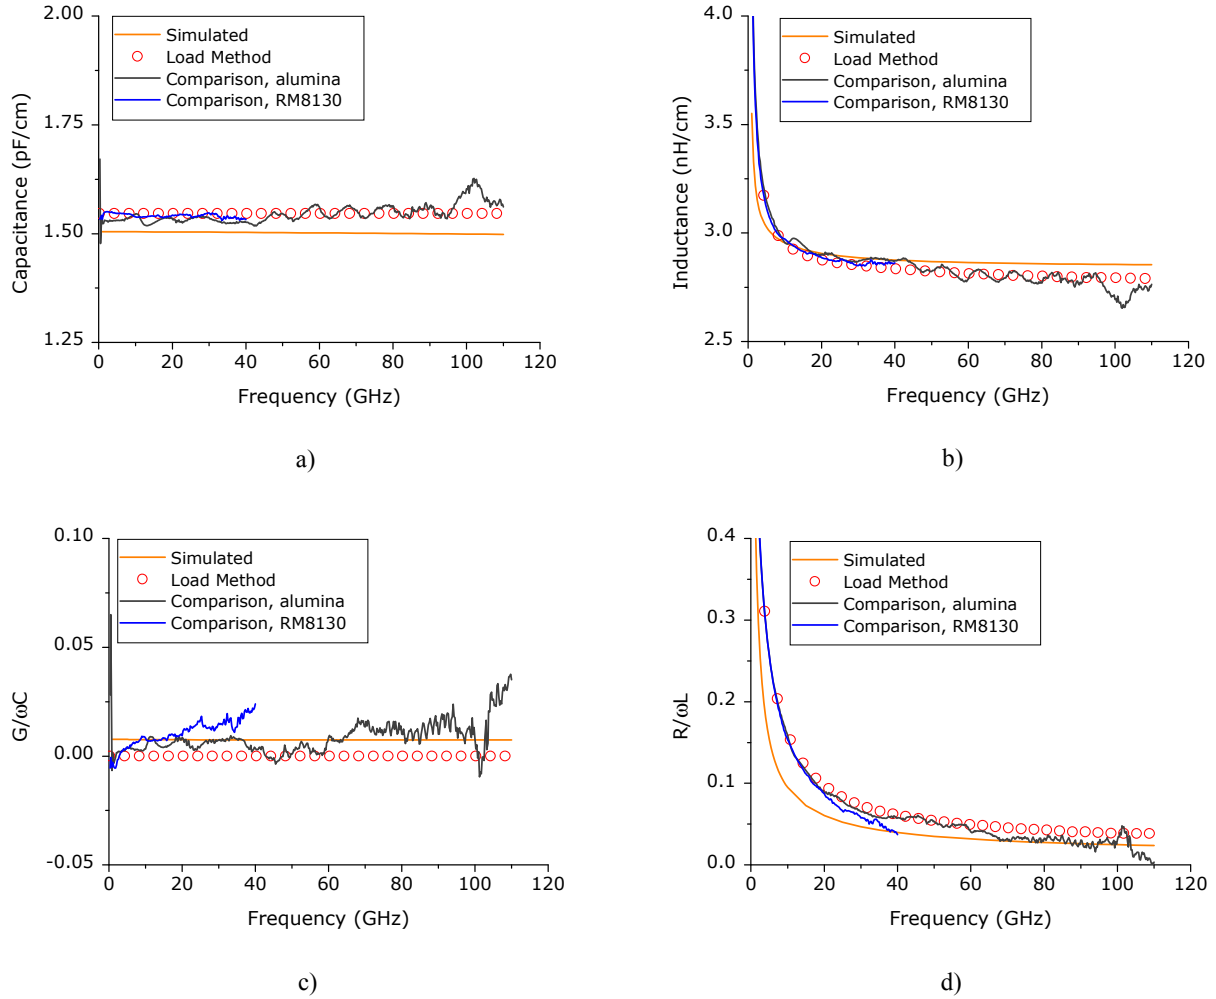 2.00
1.75
1.50
1.25
Capacitance (pF/cm)
Simulated
Load Method
Comparison, alumina
Comparison, RM8130
0 20 40 60 80 100 120
Frequency (GHz)
a)
4.0
3.5
3.0
2.5
Inductance (nH/cm)
Simulated
Load Method
Comparison, alumina
Comparison, RM8130
0 20 40 60 80 100 120
Frequency (GHz)
b)
0.10
0.05
0.00
-0.05
G/ωC
Simulated
Load Method
Comparison, alumina
Comparison, RM8130
0 20 40 60 80 100 120
Frequency (GHz)
c)
0.4
0.3
0.2
0.1
0.0
R/ωL
Simulated
Load Method
Comparison, alumina
Comparison, RM8130
0 20 40 60 80 100 120
Frequency (GHz)
d)